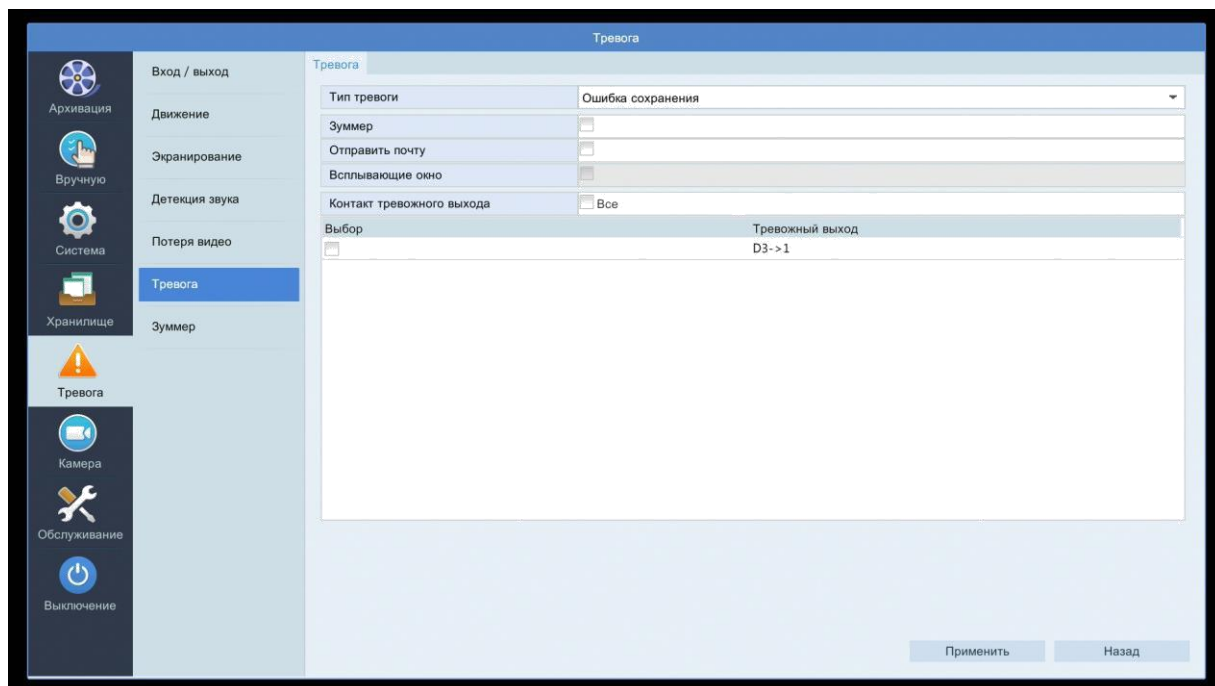 Тревога
Архивация
Вручную
Система
Хранилище
Тревога
Камера
Обслуживание
Выключение
Вход / выход
Движение
Экранирование
Детекция звука
Потеря видео
Тревога
Зуммер
Тревога
Тип тревоги Ошибка сохранения
Зуммер
Отправить почту
Всплывающие окно
Контакт тревожного выхода Все
Выбор Тревожный выход
D3->1
Применить Назад